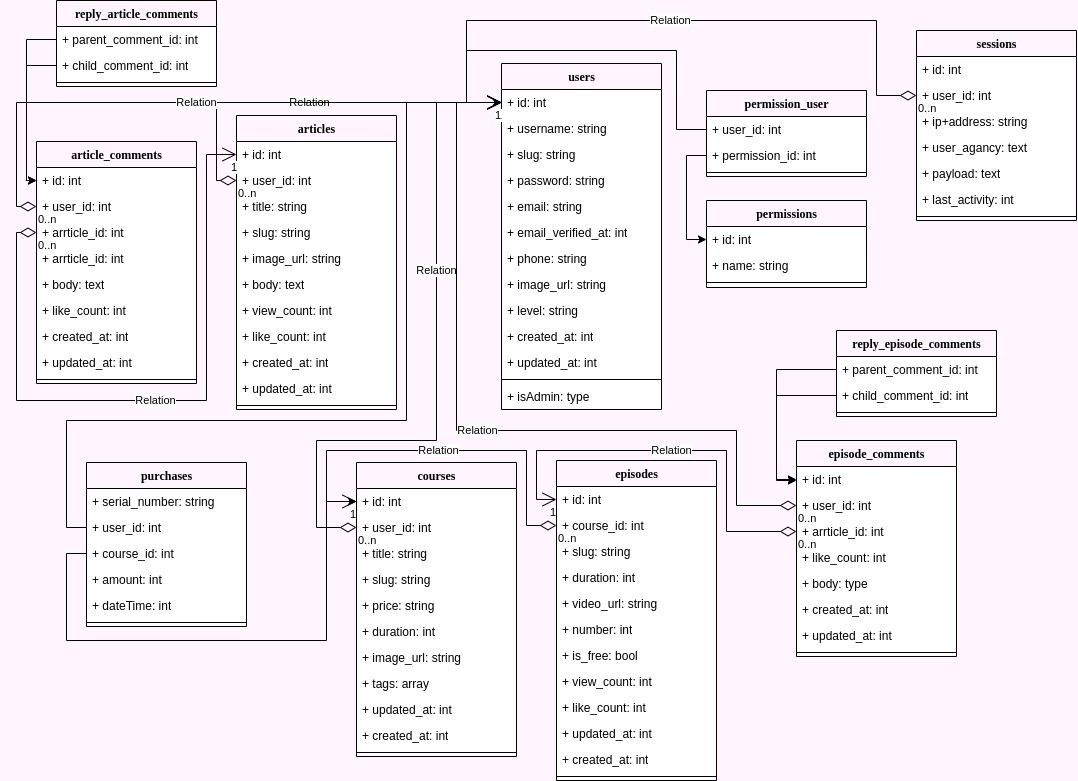 reply_article_comments
+ parent_comment_id: int
+ child_comment_id: int
Relation
sessions
+ id: int
+ user_id: int
0..n
+ ip+address: string
+ user_agancy: text
+ payload: text
+ last_activity: int
users
+ id: int
1
+ username: string
+ slug: string
+ password: string
+ email: string
+ email_verified_at: int
+ phone: string
+ image_url: string
+ level: string
+ created_at: int
+ updated_at: int
+ isAdmin: type
permission_user
+ user_id: int
+ permission_id: int
permissions
+ id: int
+ name: string
Relation
Relation
articles
+ id: int
1
+ user_id: int
0..n
+ title: string
+ slug: string
+ image_url: string
+ body: text
+ view_count: int
+ like_count: int
+ created_at: int
+ updated_at: int
article_comments
+ id: int
+ user_id: int
0..n
+ arrticle_id: int
0..n
+ arrticle_id: int
+ body: text
+ like_count: int
+ created_at: int
+ updated_at: int
Relation
Relation
reply_episode_comments
+ parent_comment_id: int
+ child_comment_id: int
Relation
Relation
Relation
purchases
+ serial_number: string
+ user_id: int
+ course_id: int
+ amount: int
+ dateTime: int
courses
+ id: int
1
+ user_id: int
0..n
+ title: string
+ slug: string
+ price: string
+ duration: int
+ image_url: string
+ tags: array
+ updated_at: int
+ created_at: int
episodes
+ id: int
1
+ course_id: int
0..n
+ slug: string
+ duration: int
+ video_url: string
+ number: int
+ is_free: bool
+ view_count: int
+ like_count: int
+ updated_at: int
+ created_at: int
episode_comments
+ id: int
+ user_id: int
0..n
+ arrticle_id: int
0..n
+ like_count: int
+ body: type
+ created_at: int
+ updated_at: int